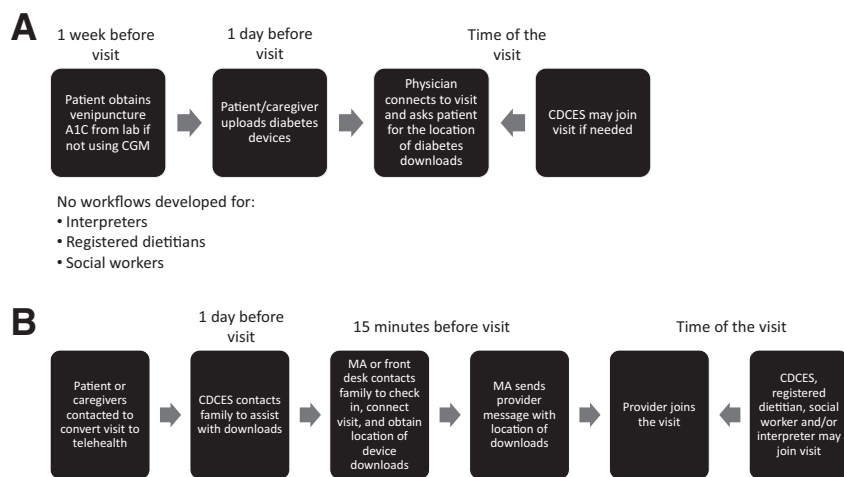 A
1 week before
visit
1 day before
visit
Time of the
visit
Patient obtains
venipuncture
A1C from lab if
not using CGM
Patient/caregiver
uploads diabetes
devices
Physician
connects to visit
and asks patient
for the location
of diabetes
downloads
CDCES may join
visit if needed
No workflows developed for:
• Interpreters
• Registered dietitians
• Social workers
B
1 day before
visit
15 minutes before visit
Time of the visit
Patient or
caregivers
contacted to
convert visit to
telehealth
CDCES contacts
family to assist
with downloads
MA or front
desk contacts
family to check
in, connect
visit, and obtain
location of
device
downloads
MA sends
provider
message with
location of
downloads
Provider joins
the visit
CDCES,
registered
dietitian, social
worker and/or
interpreter may
join visit